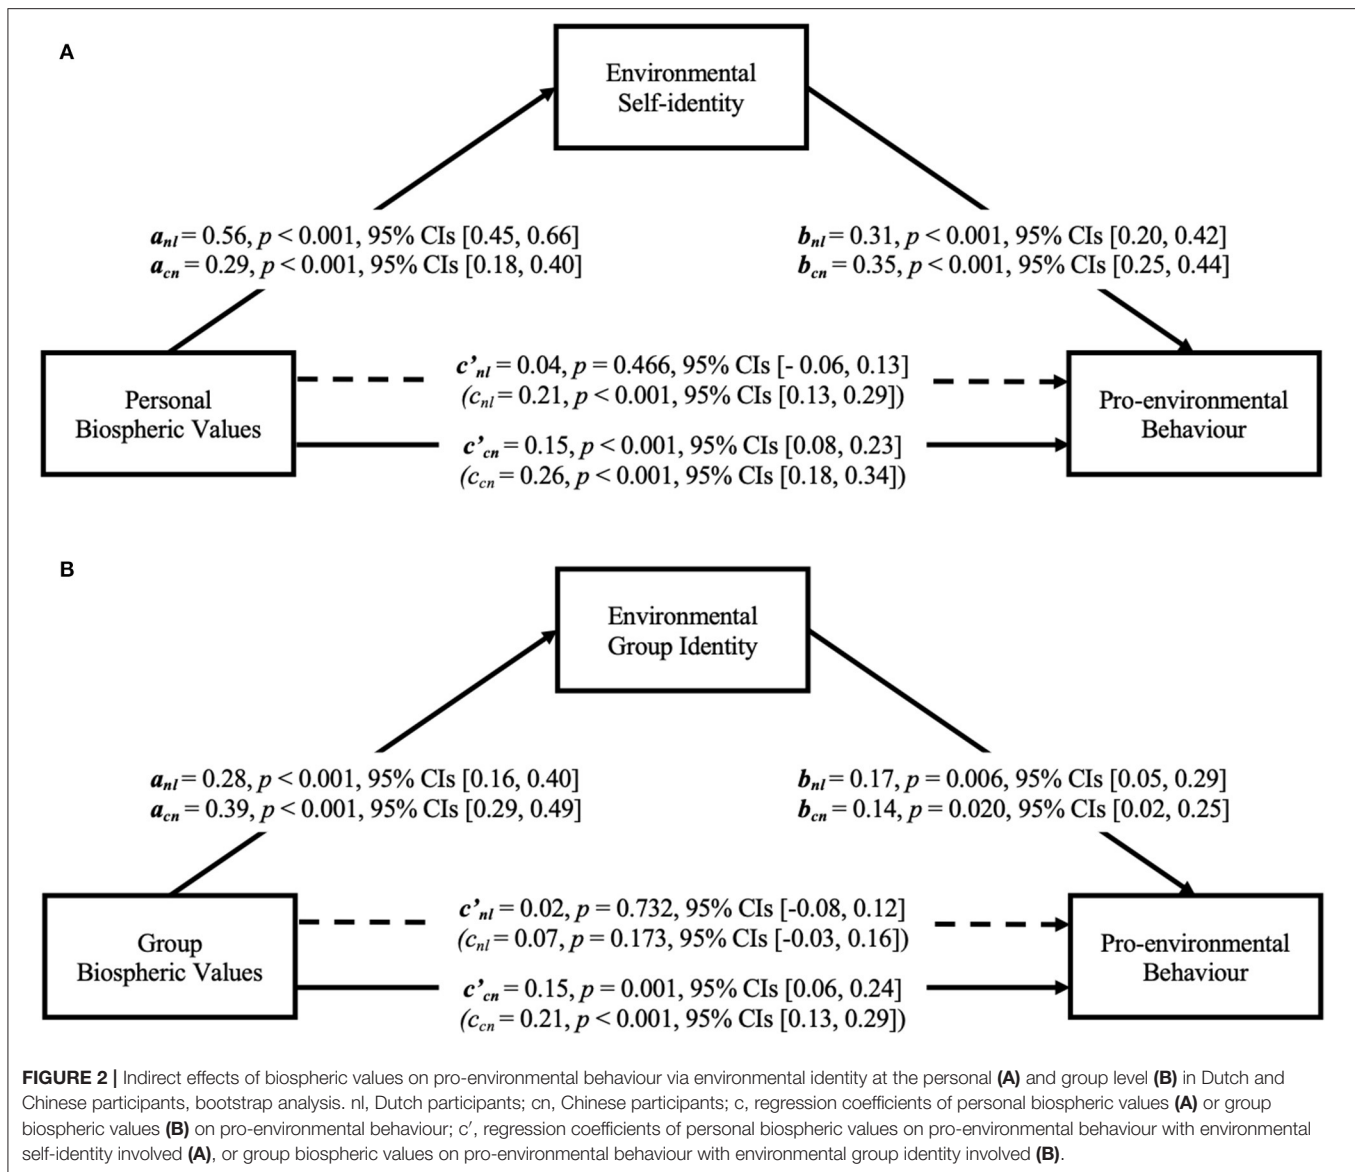 A
Environmental
Self-identity
a_nl = 0.56, p < 0.001, 95% CIs [0.45, 0.66]
a_cn = 0.29, p < 0.001, 95% CIs [0.18, 0.40]
b_nl = 0.31, p < 0.001, 95% CIs [0.20, 0.42]
b_cn = 0.35, p < 0.001, 95% CIs [0.25, 0.44]
Personal
Biospheric Values
c'_nl = 0.04, p = 0.466, 95% CIs [- 0.06, 0.13]
(c_nl = 0.21, p < 0.001, 95% CIs [0.13, 0.29])
c'_cn = 0.15, p < 0.001, 95% CIs [0.08, 0.23]
(c_cn = 0.26, p < 0.001, 95% CIs [0.18, 0.34])
Pro-environmental
Behaviour
B
Environmental
Group Identity
a_nl = 0.28, p < 0.001, 95% CIs [0.16, 0.40]
a_cn = 0.39, p < 0.001, 95% CIs [0.29, 0.49]
b_nl = 0.17, p = 0.006, 95% CIs [0.05, 0.29]
b_cn = 0.14, p = 0.020, 95% CIs [0.02, 0.25]
Group
Biospheric Values
c'_nl = 0.02, p = 0.732, 95% CIs [-0.08, 0.12]
(c_nl = 0.07, p = 0.173, 95% CIs [-0.03, 0.16])
c'_cn = 0.15, p = 0.001, 95% CIs [0.06, 0.24]
(c_cn = 0.21, p < 0.001, 95% CIs [0.13, 0.29])
Pro-environmental
Behaviour
FIGURE 2 | Indirect effects of biospheric values on pro-environmental behaviour via environmental identity at the personal (A) and group level (B) in Dutch and
Chinese participants, bootstrap analysis. nl, Dutch participants; cn, Chinese participants; c, regression coefficients of personal biospheric values (A) or group
biospheric values (B) on pro-environmental behaviour; c′, regression coefficients of personal biospheric values on pro-environmental behaviour with environmental
self-identity involved (A), or group biospheric values on pro-environmental behaviour with environmental group identity involved (B).